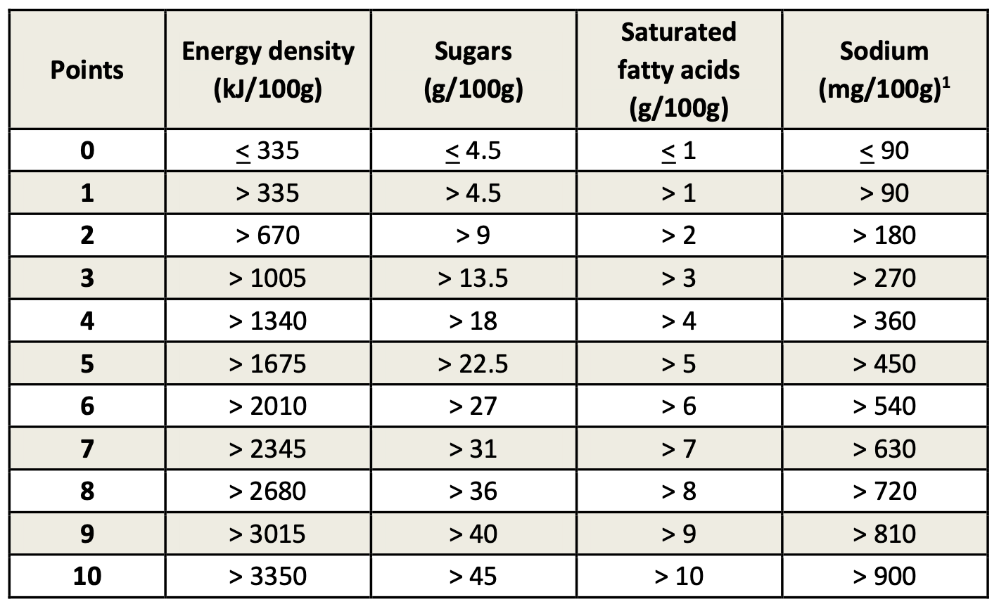 Points Energy density (kJ/100g) Sugars (g/100g) Saturated fatty acids (g/100g) Sodium (mg/100g)¹
0 ≤ 335 ≤ 4.5 ≤ 1 ≤ 90
1 > 335 > 4.5 > 1 > 90
2 > 670 > 9 > 2 > 180
3 > 1005 > 13.5 > 3 > 270
4 > 1340 > 18 > 4 > 360
5 > 1675 > 22.5 > 5 > 450
6 > 2010 > 27 > 6 > 540
7 > 2345 > 31 > 7 > 630
8 > 2680 > 36 > 8 > 720
9 > 3015 > 40 > 9 > 810
10 > 3350 > 45 > 10 > 900